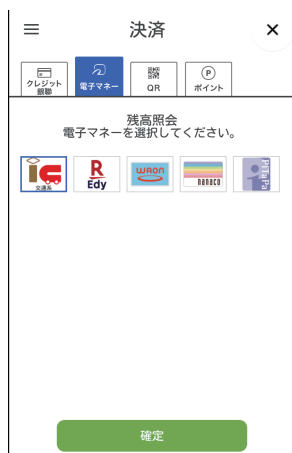 決済
クレジット
銀聯
電子マネー
QR
P
ポイント
残高照会
電子マネーを選択してください。
交通系
R
Edy
WAON
nanaco
PiTaPa
確定